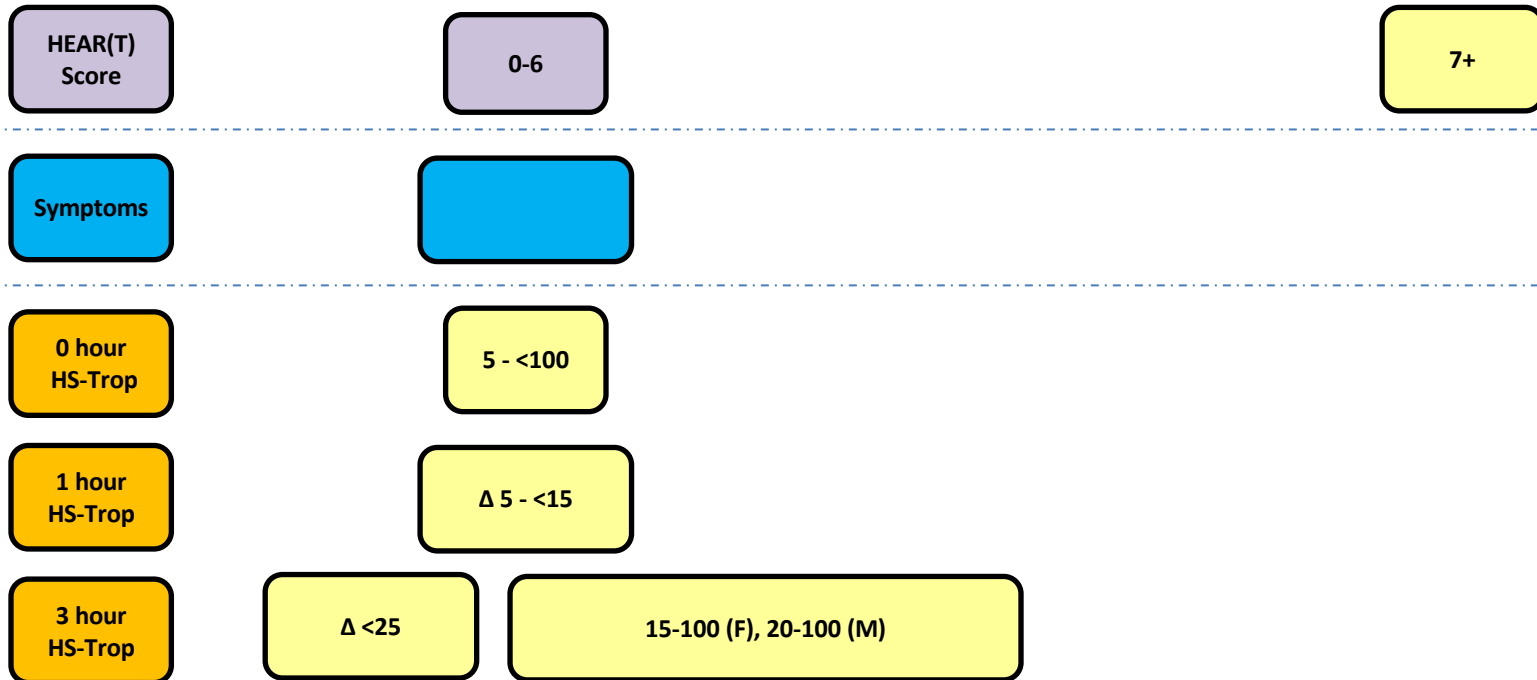 HEAR(T)
Score
0-6
7+
Symptoms
0 hour
HS-Trop
5 - <100
1 hour
HS-Trop
Δ 5 - <15
3 hour
HS-Trop
Δ <25
15-100 (F), 20-100 (M)